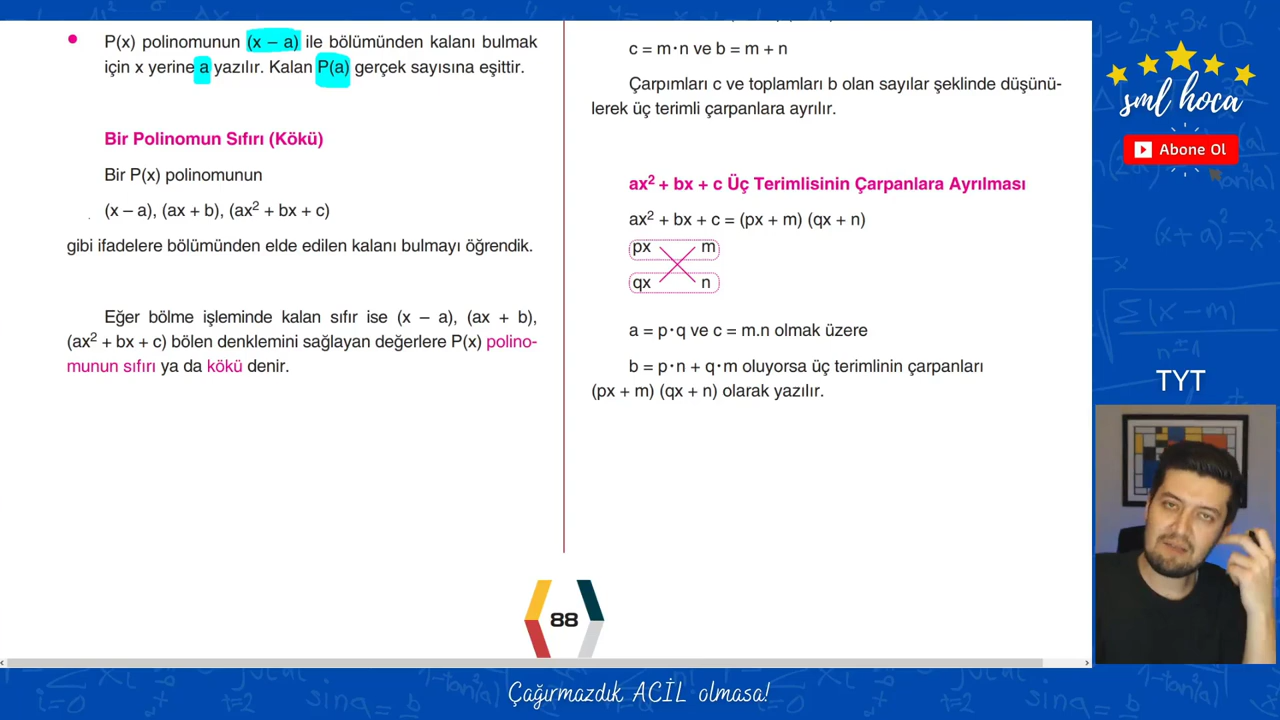 • P(x) polinomunun (x – a) ile bölümünden kalanı bulmak
için x yerine a yazılır. Kalan P(a) gerçek sayısına eşittir.
Bir Polinomun Sıfırı (Kökü)
Bir P(x) polinomunun
(x – a), (ax + b), (ax² + bx + c)
gibi ifadelere bölümünden elde edilen kalanı bulmayı öğrendik.
Eğer bölme işleminde kalan sıfır ise (x – a), (ax + b),
(ax² + bx + c) bölen denklemini sağlayan değerlere P(x) polino-
munun sıfırı ya da kökü denir.
c = m·n ve b = m + n
Çarpımları c ve toplamları b olan sayılar şeklinde düşünü-
lerek üç terimli çarpanlara ayrılır.
ax² + bx + c Üç Terimlisinin Çarpanlara Ayrılması
ax² + bx + c = (px + m) (qx + n)
px m
qx n
a = p·q ve c = m.n olmak üzere
b = p·n + q·m oluyorsa üç terimlinin çarpanları
(px + m) (qx + n) olarak yazılır.
88
sml hoca
Abone Ol
TYT
Çağırmazdık ACİL olmasa!